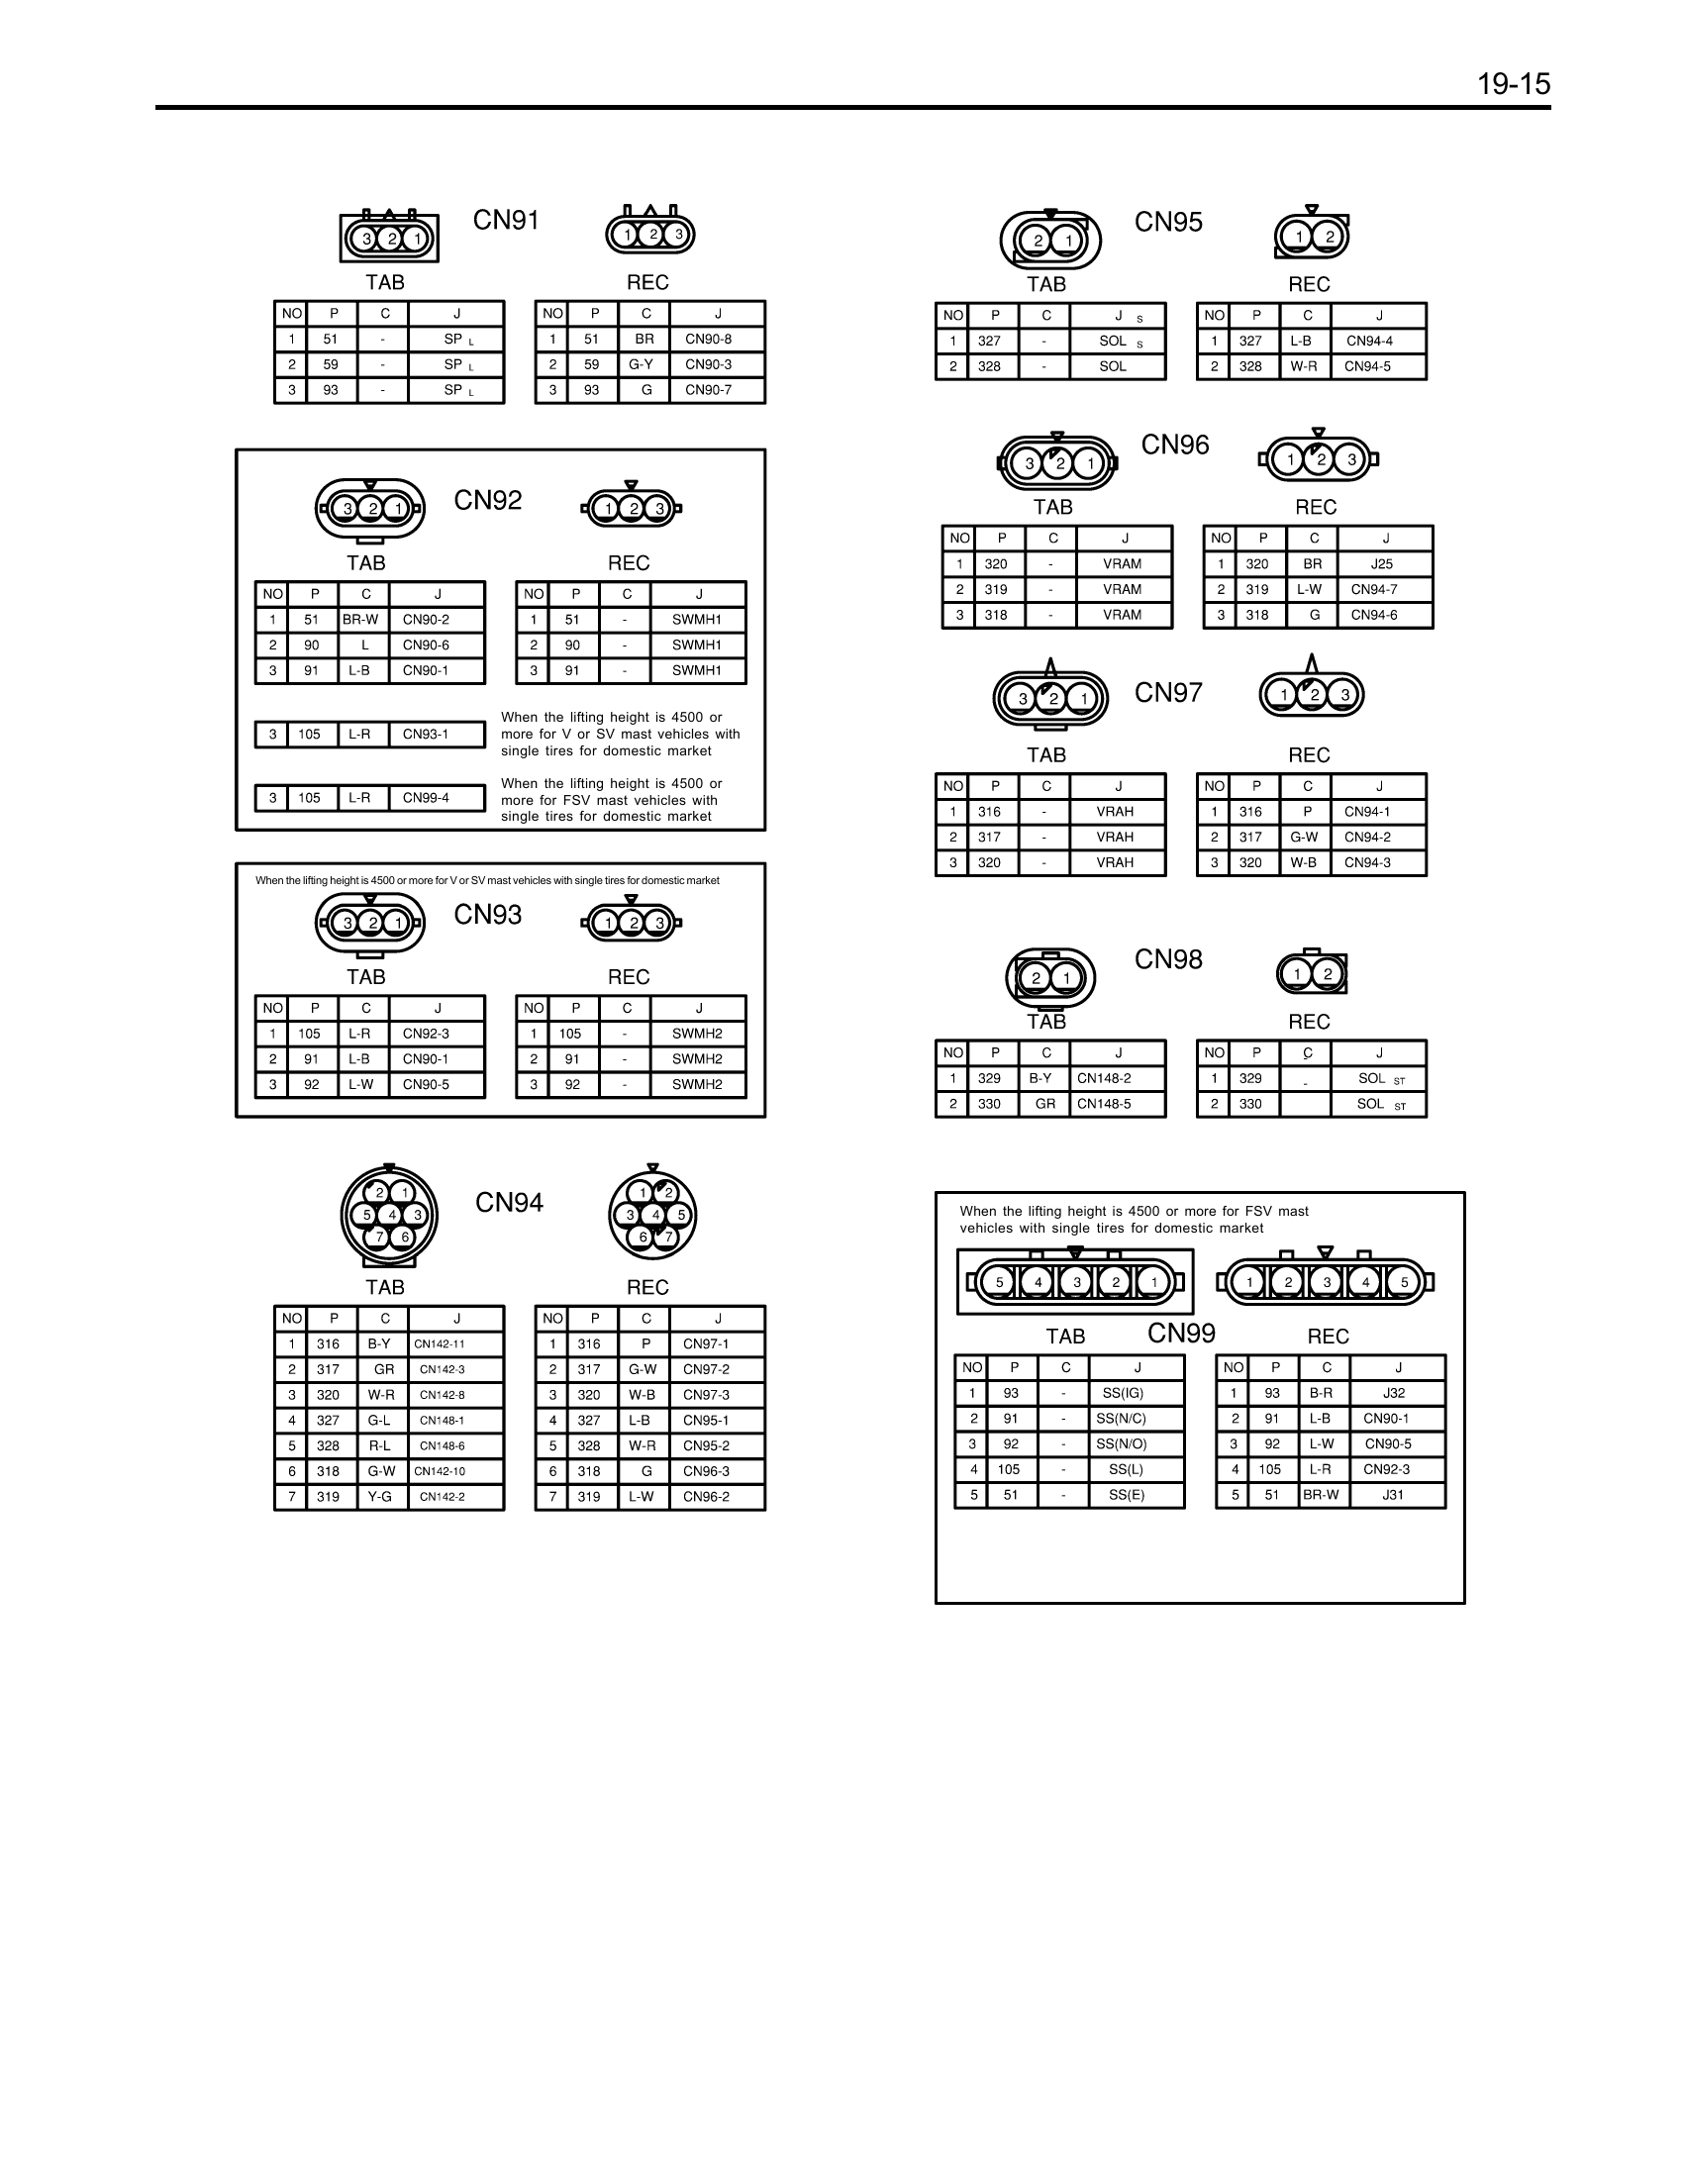 19-15
3 2 1 CN91 1 2 3
TAB REC
NO P C J NO P C J
1 51 - SP L 1 51 BR CN90-8
2 59 - SP L 2 59 G-Y CN90-3
3 93 - SP L 3 93 G CN90-7
3 2 1 CN92 1 2 3
TAB REC
NO P C J NO P C J
1 51 BR-W CN90-2 1 51 - SWMH1
2 90 L CN90-6 2 90 - SWMH1
3 91 L-B CN90-1 3 91 - SWMH1
3 105 L-R CN93-1
When the lifting height is 4500 or
more for V or SV mast vehicles with
single tires for domestic market
3 105 L-R CN99-4
When the lifting height is 4500 or
more for FSV mast vehicles with
single tires for domestic market
When the lifting height is 4500 or more for V or SV mast vehicles with single tires for domestic market
3 2 1 CN93 1 2 3
TAB REC
NO P C J NO P C J
1 105 L-R CN92-3 1 105 - SWMH2
2 91 L-B CN90-1 2 91 - SWMH2
3 92 L-W CN90-5 3 92 - SWMH2
2 1 1 2
5 4 3 CN94 3 4 5
7 6 6 7
TAB REC
NO P C J NO P C J
1 316 B-Y CN142-11 1 316 P CN97-1
2 317 GR CN142-3 2 317 G-W CN97-2
3 320 W-R CN142-8 3 320 W-B CN97-3
4 327 G-L CN148-1 4 327 L-B CN95-1
5 328 R-L CN148-6 5 328 W-R CN95-2
6 318 G-W CN142-10 6 318 G CN96-3
7 319 Y-G CN142-2 7 319 L-W CN96-2
2 1 CN95 1 2
TAB REC
NO P C J S NO P C J
1 327 - SOL S 1 327 L-B CN94-4
2 328 - SOL 2 328 W-R CN94-5
3 2 1 CN96 1 2 3
TAB REC
NO P C J NO P C J
1 320 - VRAM 1 320 BR J25
2 319 - VRAM 2 319 L-W CN94-7
3 318 - VRAM 3 318 G CN94-6
3 2 1 CN97 1 2 3
TAB REC
NO P C J NO P C J
1 316 - VRAH 1 316 P CN94-1
2 317 - VRAH 2 317 G-W CN94-2
3 320 - VRAH 3 320 W-B CN94-3
2 1 CN98 1 2
TAB REC
NO P C J NO P C J
1 329 B-Y CN148-2 1 329 - SOL ST
2 330 GR CN148-5 2 330 - SOL ST
When the lifting height is 4500 or more for FSV mast
vehicles with single tires for domestic market
5 4 3 2 1 1 2 3 4 5
TAB CN99 REC
NO P C J NO P C J
1 93 - SS(IG) 1 93 B-R J32
2 91 - SS(N/C) 2 91 L-B CN90-1
3 92 - SS(N/O) 3 92 L-W CN90-5
4 105 - SS(L) 4 105 L-R CN92-3
5 51 - SS(E) 5 51 BR-W J31